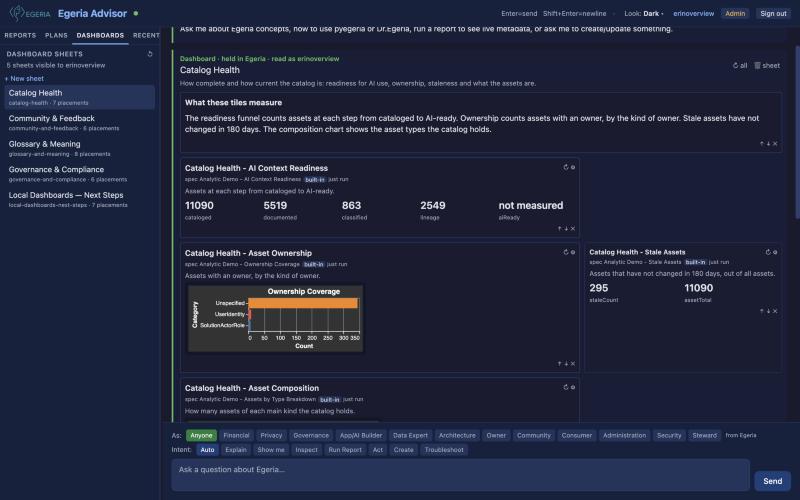 EGERIA Egeria Advisor
Enter=send Shift+Enter=newline · Look: Dark erinoverview Admin Sign out
REPORTS PLANS DASHBOARDS RECENT
DASHBOARD SHEETS
5 sheets visible to erinoverview
+ New sheet
Catalog Health
catalog-health · 7 placements
Community & Feedback
community-and-feedback · 6 placements
Glossary & Meaning
glossary-and-meaning · 8 placements
Governance & Compliance
governance-and-compliance · 6 placements
Local Dashboards — Next Steps
local-dashboards-next-steps · 7 placements
Ask me about Egeria concepts, how to use pyegeria or Dr.Egeria, run a report to see live metadata, or ask me to create/update something.
Dashboard · held in Egeria · read as erinoverview
Catalog Health
all sheet
How complete and how current the catalog is: readiness for AI use, ownership, staleness and what the assets are.
What these tiles measure
The readiness funnel counts assets at each step from cataloged to AI-ready. Ownership counts assets with an owner, by the kind of owner. Stale assets have not
changed in 180 days. The composition chart shows the asset types the catalog holds.
Catalog Health - AI Context Readiness
spec Analytic Demo - AI Context Readiness built-in just run
Assets at each step from cataloged to AI-ready.
11090 5519 863 2549 not measured
cataloged documented classified lineage aiReady
Catalog Health - Asset Ownership
spec Analytic Demo - Ownership Coverage built-in just run
Assets with an owner, by the kind of owner.
Ownership Coverage
Category
Unspecified
UserIdentity
SolutionActorRole
0 50 100 150 200 250 300 350
Count
Catalog Health - Stale Assets
spec Analytic Demo - Stale Assets built-in just run
Assets that have not changed in 180 days, out of all assets.
295 11090
staleCount assetTotal
Catalog Health - Asset Composition
spec Analytic Demo - Assets by Type Breakdown built-in just run
How many assets of each main kind the catalog holds.
As: Anyone Financial Privacy Governance App/AI Builder Data Expert Architecture Owner Community Consumer Administration Security Steward from Egeria
Intent: Auto Explain Show me Inspect Run Report Act Create Troubleshoot
Ask a question about Egeria...
Send